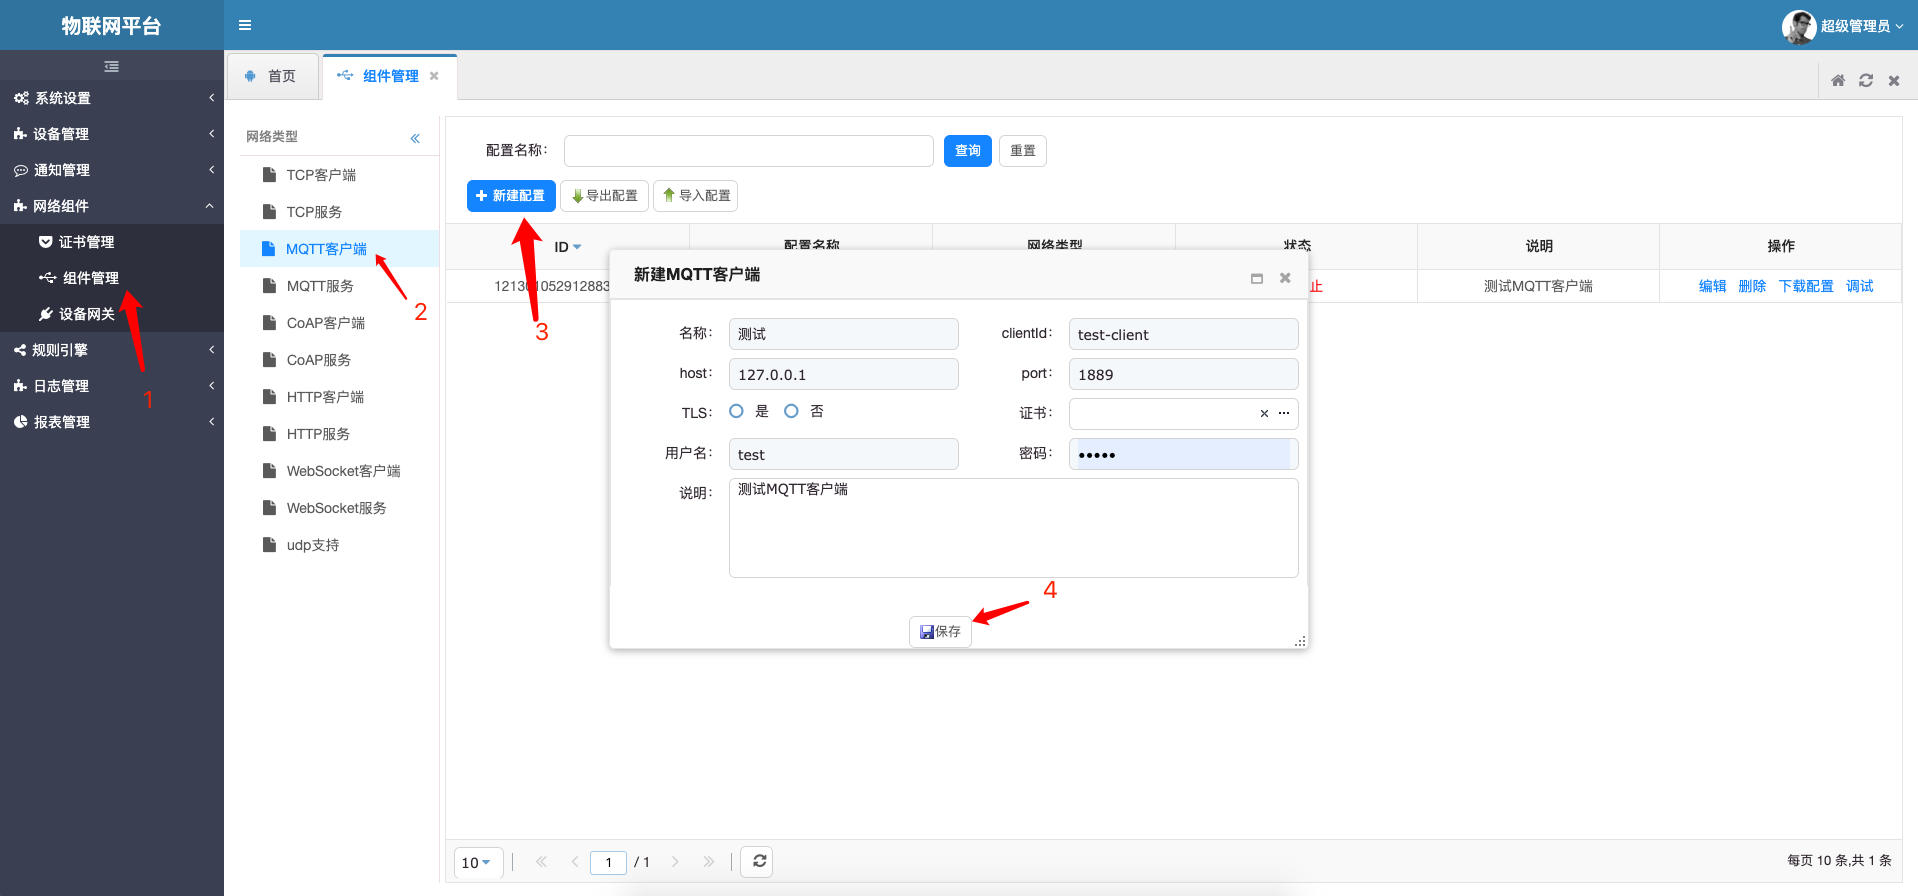 物联网平台
超级管理员
首页
组件管理
系统设置
设备管理
通知管理
网络组件
证书管理
组件管理
设备网关
规则引擎
日志管理
报表管理
1
网络类型
TCP客户端
TCP服务
MQTT客户端
MQTT服务
CoAP客户端
CoAP服务
HTTP客户端
HTTP服务
WebSocket客户端
WebSocket服务
udp支持
2
配置名称：
查询
重置
新建配置
导出配置
导入配置
3
ID 配置名称 网络类型 状态 说明 操作
121301052912883 止 测试MQTT客户端 编辑 删除 下载配置 调试
新建MQTT客户端
名称： 测试 clientId： test-client
host： 127.0.0.1 port： 1889
TLS： 是 否 证书：
用户名： test 密码： •••••
说明： 测试MQTT客户端
4
保存
10 1 / 1
每页 10 条,共 1 条